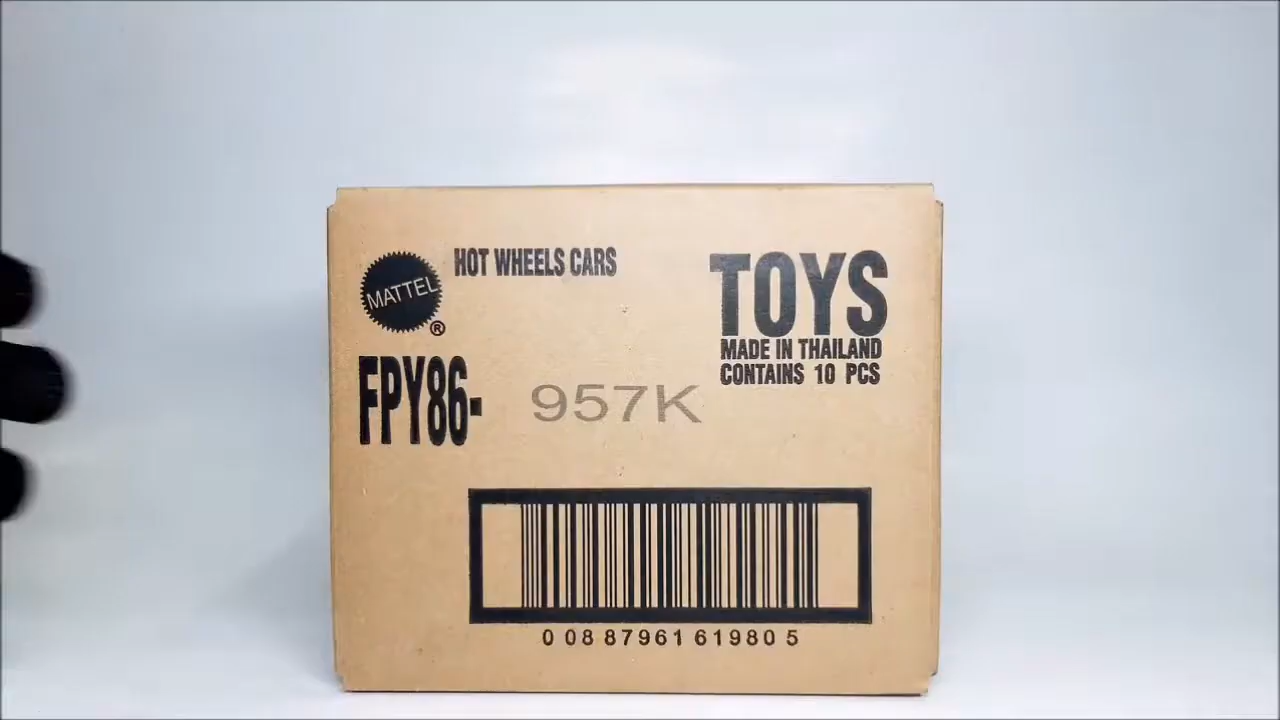 MATTEL
®
HOT WHEELS CARS
TOYS
MADE IN THAILAND
CONTAINS 10 PCS
FPY86-
957K
0 08 87961 61980 5